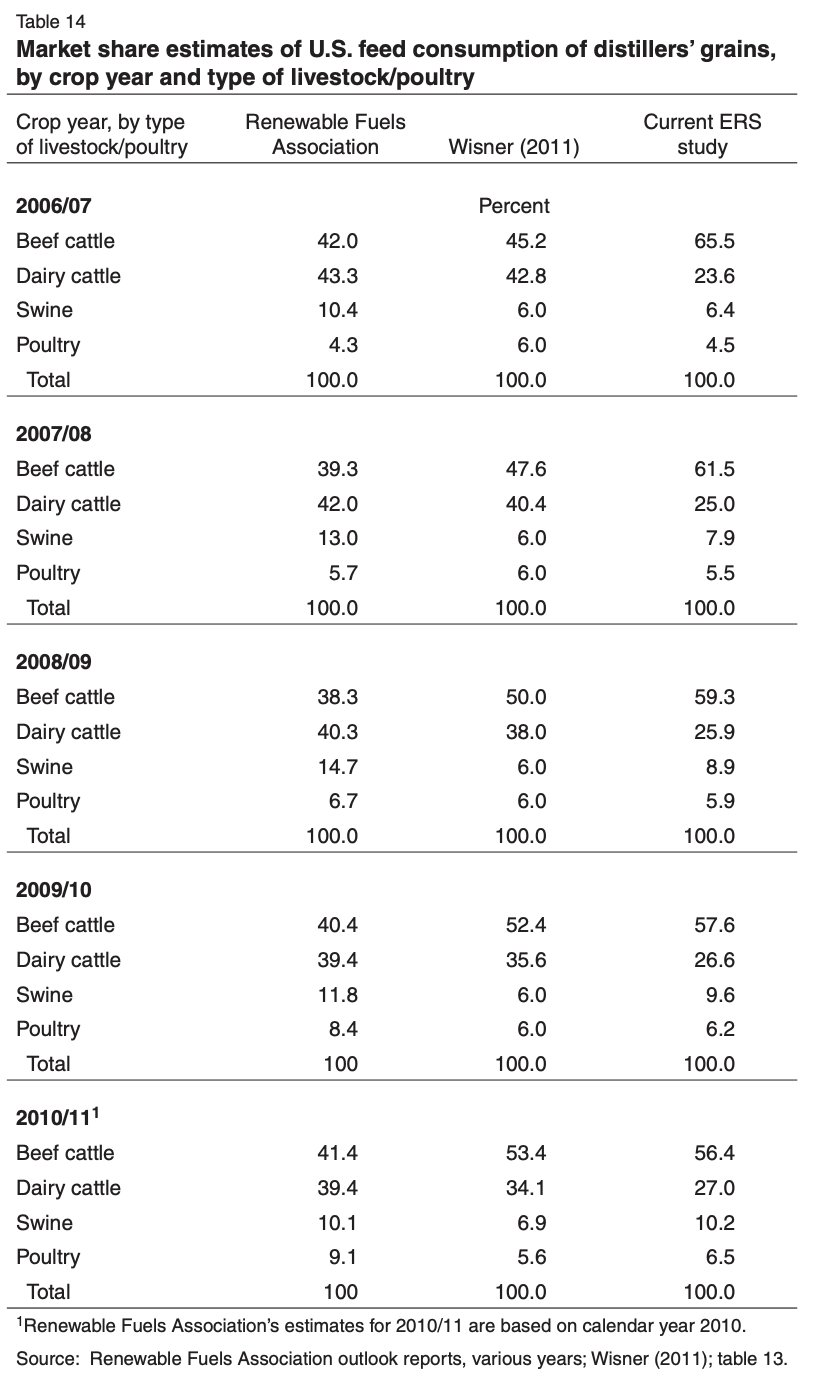 Table 14
Market share estimates of U.S. feed consumption of distillers’ grains,
by crop year and type of livestock/poultry
Crop year, by type Renewable Fuels Current ERS
of livestock/poultry Association Wisner (2011) study
2006/07 Percent
Beef cattle 42.0 45.2 65.5
Dairy cattle 43.3 42.8 23.6
Swine 10.4 6.0 6.4
Poultry 4.3 6.0 4.5
Total 100.0 100.0 100.0
2007/08
Beef cattle 39.3 47.6 61.5
Dairy cattle 42.0 40.4 25.0
Swine 13.0 6.0 7.9
Poultry 5.7 6.0 5.5
Total 100.0 100.0 100.0
2008/09
Beef cattle 38.3 50.0 59.3
Dairy cattle 40.3 38.0 25.9
Swine 14.7 6.0 8.9
Poultry 6.7 6.0 5.9
Total 100.0 100.0 100.0
2009/10
Beef cattle 40.4 52.4 57.6
Dairy cattle 39.4 35.6 26.6
Swine 11.8 6.0 9.6
Poultry 8.4 6.0 6.2
Total 100 100.0 100.0
2010/11¹
Beef cattle 41.4 53.4 56.4
Dairy cattle 39.4 34.1 27.0
Swine 10.1 6.9 10.2
Poultry 9.1 5.6 6.5
Total 100 100.0 100.0
¹Renewable Fuels Association’s estimates for 2010/11 are based on calendar year 2010.
Source: Renewable Fuels Association outlook reports, various years; Wisner (2011); table 13.